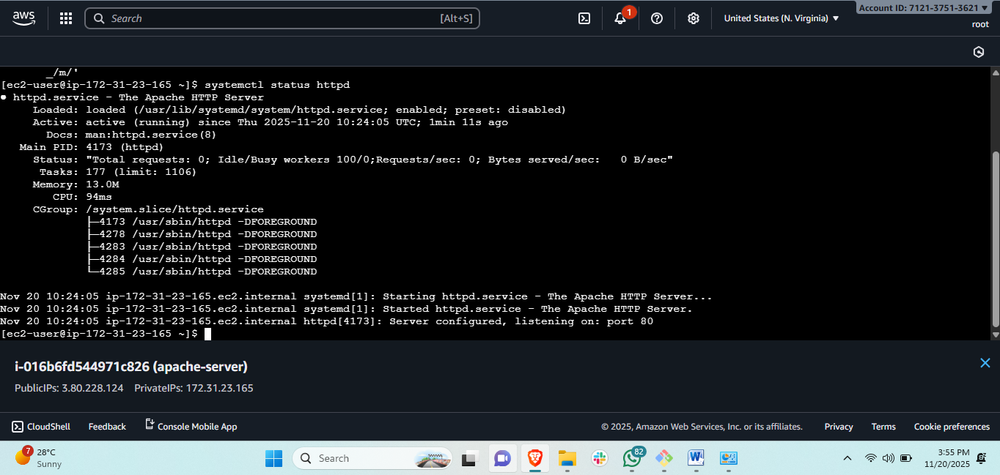 aws
Search
[Alt+S]
1
United States (N. Virginia) ▼
Account ID: 7121-3751-3621 ▼
root
_/m/'
[ec2-user@ip-172-31-23-165 ~]$ systemctl status httpd
● httpd.service - The Apache HTTP Server
Loaded: loaded (/usr/lib/systemd/system/httpd.service; enabled; preset: disabled)
Active: active (running) since Thu 2025-11-20 10:24:05 UTC; 1min 11s ago
Docs: man:httpd.service(8)
Main PID: 4173 (httpd)
Status: "Total requests: 0; Idle/Busy workers 100/0;Requests/sec: 0; Bytes served/sec:   0 B/sec"
Tasks: 177 (limit: 1106)
Memory: 13.0M
CPU: 94ms
CGroup: /system.slice/httpd.service
├─4173 /usr/sbin/httpd -DFOREGROUND
├─4278 /usr/sbin/httpd -DFOREGROUND
├─4283 /usr/sbin/httpd -DFOREGROUND
├─4284 /usr/sbin/httpd -DFOREGROUND
└─4285 /usr/sbin/httpd -DFOREGROUND
Nov 20 10:24:05 ip-172-31-23-165.ec2.internal systemd[1]: Starting httpd.service - The Apache HTTP Server...
Nov 20 10:24:05 ip-172-31-23-165.ec2.internal systemd[1]: Started httpd.service - The Apache HTTP Server.
Nov 20 10:24:05 ip-172-31-23-165.ec2.internal httpd[4173]: Server configured, listening on: port 80
[ec2-user@ip-172-31-23-165 ~]$
i-016b6fd544971c826 (apache-server)
PublicIPs: 3.80.228.124 PrivateIPs: 172.31.23.165
CloudShell Feedback Console Mobile App © 2025, Amazon Web Services, Inc. or its affiliates. Privacy Terms Cookie preferences
7
28°C
Sunny
Search
82
3:55 PM
11/20/2025